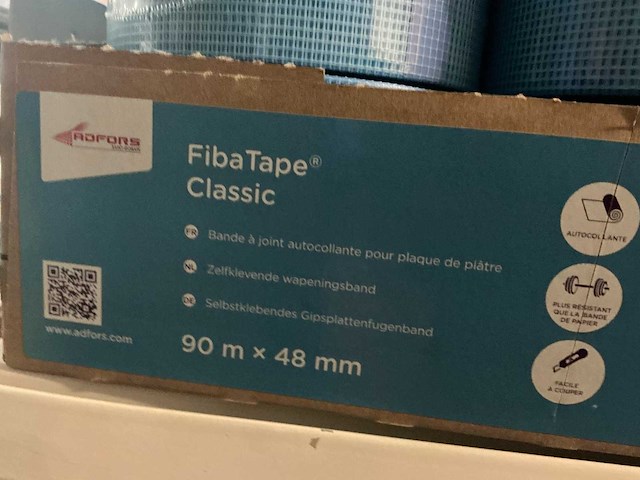 ADFORS
FibaTape®
Classic
FR Bande à joint autocollante pour plaque de plâtre
NL Zelfklevende wapeningsband
DE Selbstklebendes Gipsplattenfugenband
90 m × 48 mm
www.adfors.com
AUTOCOLLANTE
PLUS RÉSISTANT
QUE LA BANDE
DE PAPIER
FACILE
À COUPER